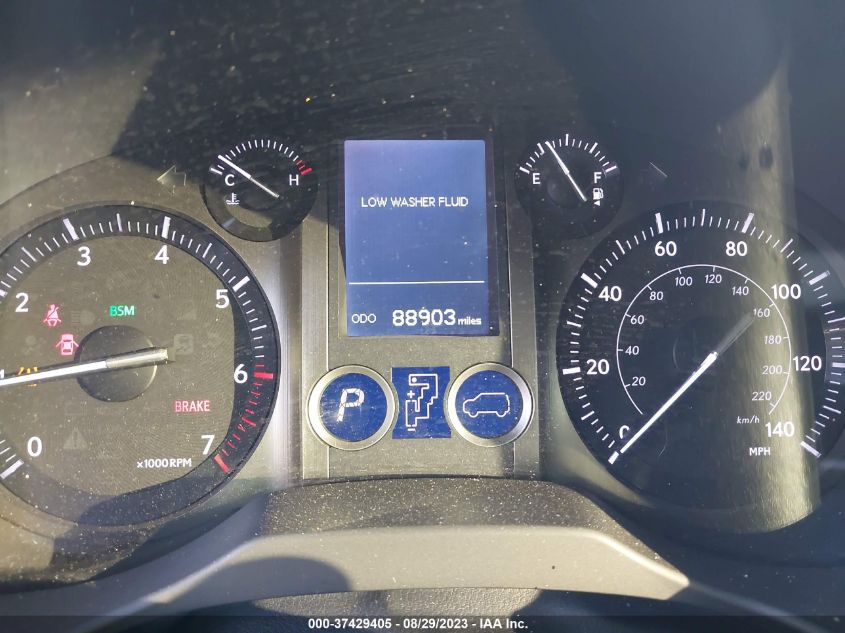 C H
LOW WASHER FLUID
E F
ODO 88903 miles
BSM
BRAKE
0 1 2 3 4 5 6 7
x1000 RPM
P
0 20 40 60 80 100 120 140
MPH
20 40 60 80 100 120 140 160 180 200 220
km/h
000-37429405 - 08/29/2023 - IAA Inc.